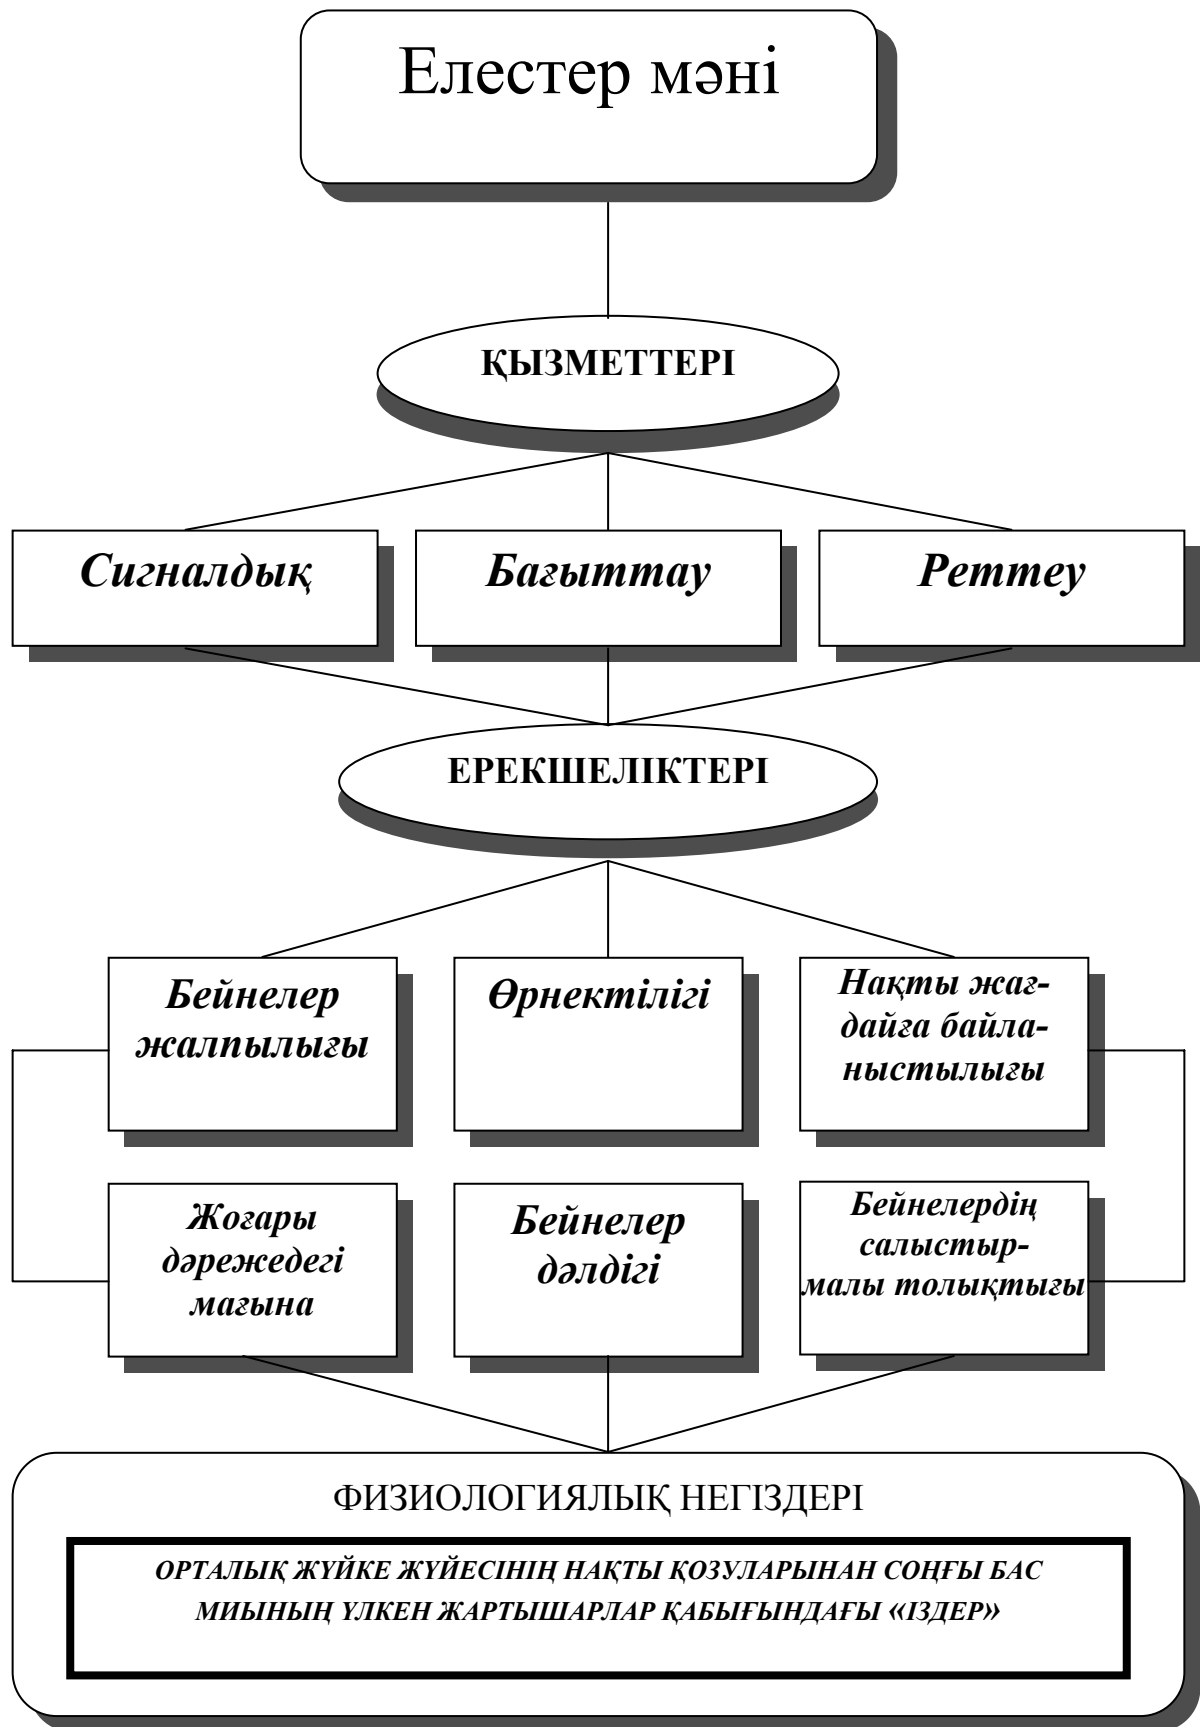 Елестер мәні
ҚЫЗМЕТТЕРІ
Сигналдық
Бағыттау
Реттеу
ЕРЕКШЕЛІКТЕРІ
Бейнелер
жалпылығы
Өрнектілігі
Нақты жағ-
дайға байла-
ныстылығы
Жоғары
дәрежедегі
мағына
Бейнелер
дәлдігі
Бейнелердің
салыстыр-
малы толықтығы
ФИЗИОЛОГИЯЛЫҚ НЕГІЗДЕРІ
ОРТАЛЫҚ ЖҮЙКЕ ЖҮЙЕСІНІҢ НАҚТЫ ҚОЗУЛАРЫНАН СОҢҒЫ БАС
МИЫНЫҢ ҮЛКЕН ЖАРТЫШАРЛАР ҚАБЫҒЫНДАҒЫ «ІЗДЕР»